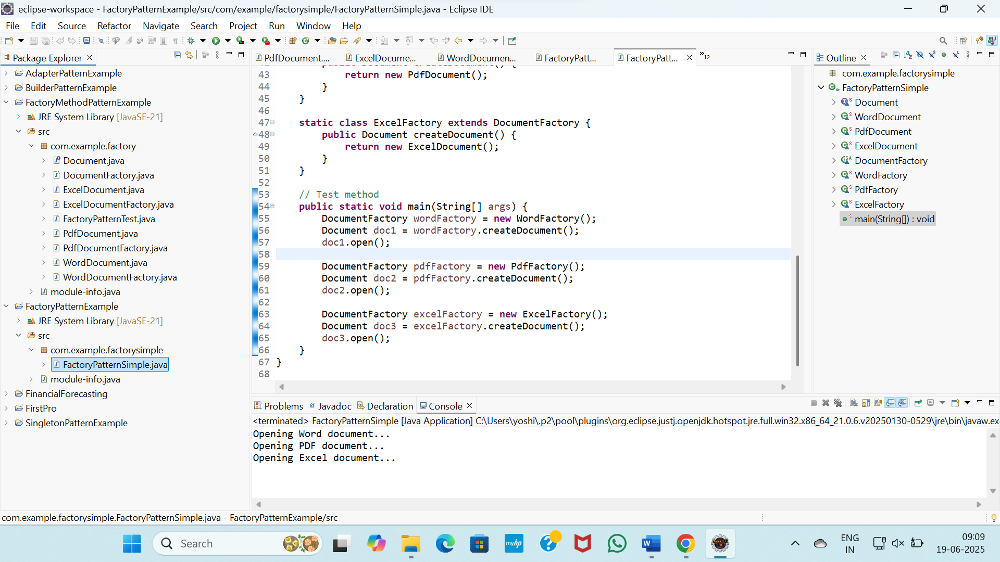 eclipse-workspace - FactoryPatternExample/src/com/example/factorysimple/FactoryPatternSimple.java - Eclipse IDE
File Edit Source Refactor Navigate Search Project Run Window Help
Package Explorer
AdapterPatternExample
BuilderPatternExample
FactoryMethodPatternExample
JRE System Library [JavaSE-21]
src
com.example.factory
Document.java
DocumentFactory.java
ExcelDocument.java
ExcelDocumentFactory.java
FactoryPatternTest.java
PdfDocument.java
PdfDocumentFactory.java
WordDocument.java
WordDocumentFactory.java
module-info.java
FactoryPatternExample
JRE System Library [JavaSE-21]
src
com.example.factorysimple
FactoryPatternSimple.java
module-info.java
FinancialForecasting
FirstPro
SingletonPatternExample
PdfDocument.... ExcelDocume... WordDocumen... FactoryPatt... FactoryPatt... »12
43 return new PdfDocument();
44 }
45 }
46
47 static class ExcelFactory extends DocumentFactory {
48 public Document createDocument() {
49 return new ExcelDocument();
50 }
51 }
52
53 // Test method
54 public static void main(String[] args) {
55 DocumentFactory wordFactory = new WordFactory();
56 Document doc1 = wordFactory.createDocument();
57 doc1.open();
58
59 DocumentFactory pdfFactory = new PdfFactory();
60 Document doc2 = pdfFactory.createDocument();
61 doc2.open();
62
63 DocumentFactory excelFactory = new ExcelFactory();
64 Document doc3 = excelFactory.createDocument();
65 doc3.open();
66 }
67 }
68
Outline
com.example.factorysimple
FactoryPatternSimple
Document
WordDocument
PdfDocument
ExcelDocument
DocumentFactory
WordFactory
PdfFactory
ExcelFactory
main(String[]) : void
Problems Javadoc Declaration Console
<terminated> FactoryPatternSimple [Java Application] C:\Users\yoshi\.p2\pool\plugins\org.eclipse.justj.openjdk.hotspot.jre.full.win32.x86_64_21.0.6.v20250130-0529\jre\bin\javaw.ex
Opening Word document...
Opening PDF document...
Opening Excel document...
com.example.factorysimple.FactoryPatternSimple.java - FactoryPatternExample/src
Search
myhp
ENG
IN
09:09
19-06-2025